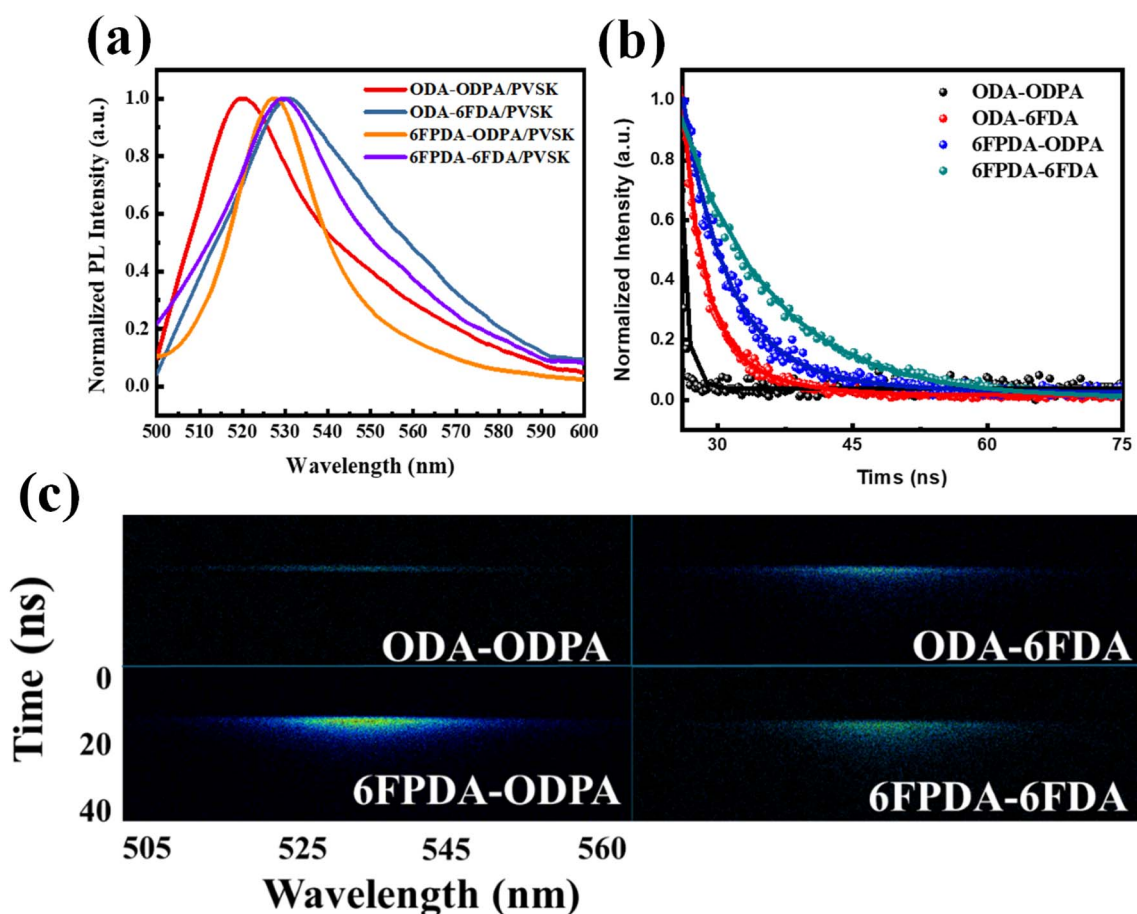 (a)
Normalized PL Intensity (a.u.)
1.0
0.8
0.6
0.4
0.2
0.0
ODA-ODPA/PVSK
ODA-6FDA/PVSK
6FPDA-ODPA/PVSK
6FPDA-6FDA/PVSK
500 510 520 530 540 550 560 570 580 590 600
Wavelength (nm)
(b)
Normalized Intensity (a.u.)
1.0
0.8
0.6
0.4
0.2
0.0
ODA-ODPA
ODA-6FDA
6FPDA-ODPA
6FPDA-6FDA
30 45 60 75
Tims (ns)
(c)
Time (ns)
0
20
40
ODA-ODPA
ODA-6FDA
6FPDA-ODPA
6FPDA-6FDA
505 525 545 560
Wavelength (nm)